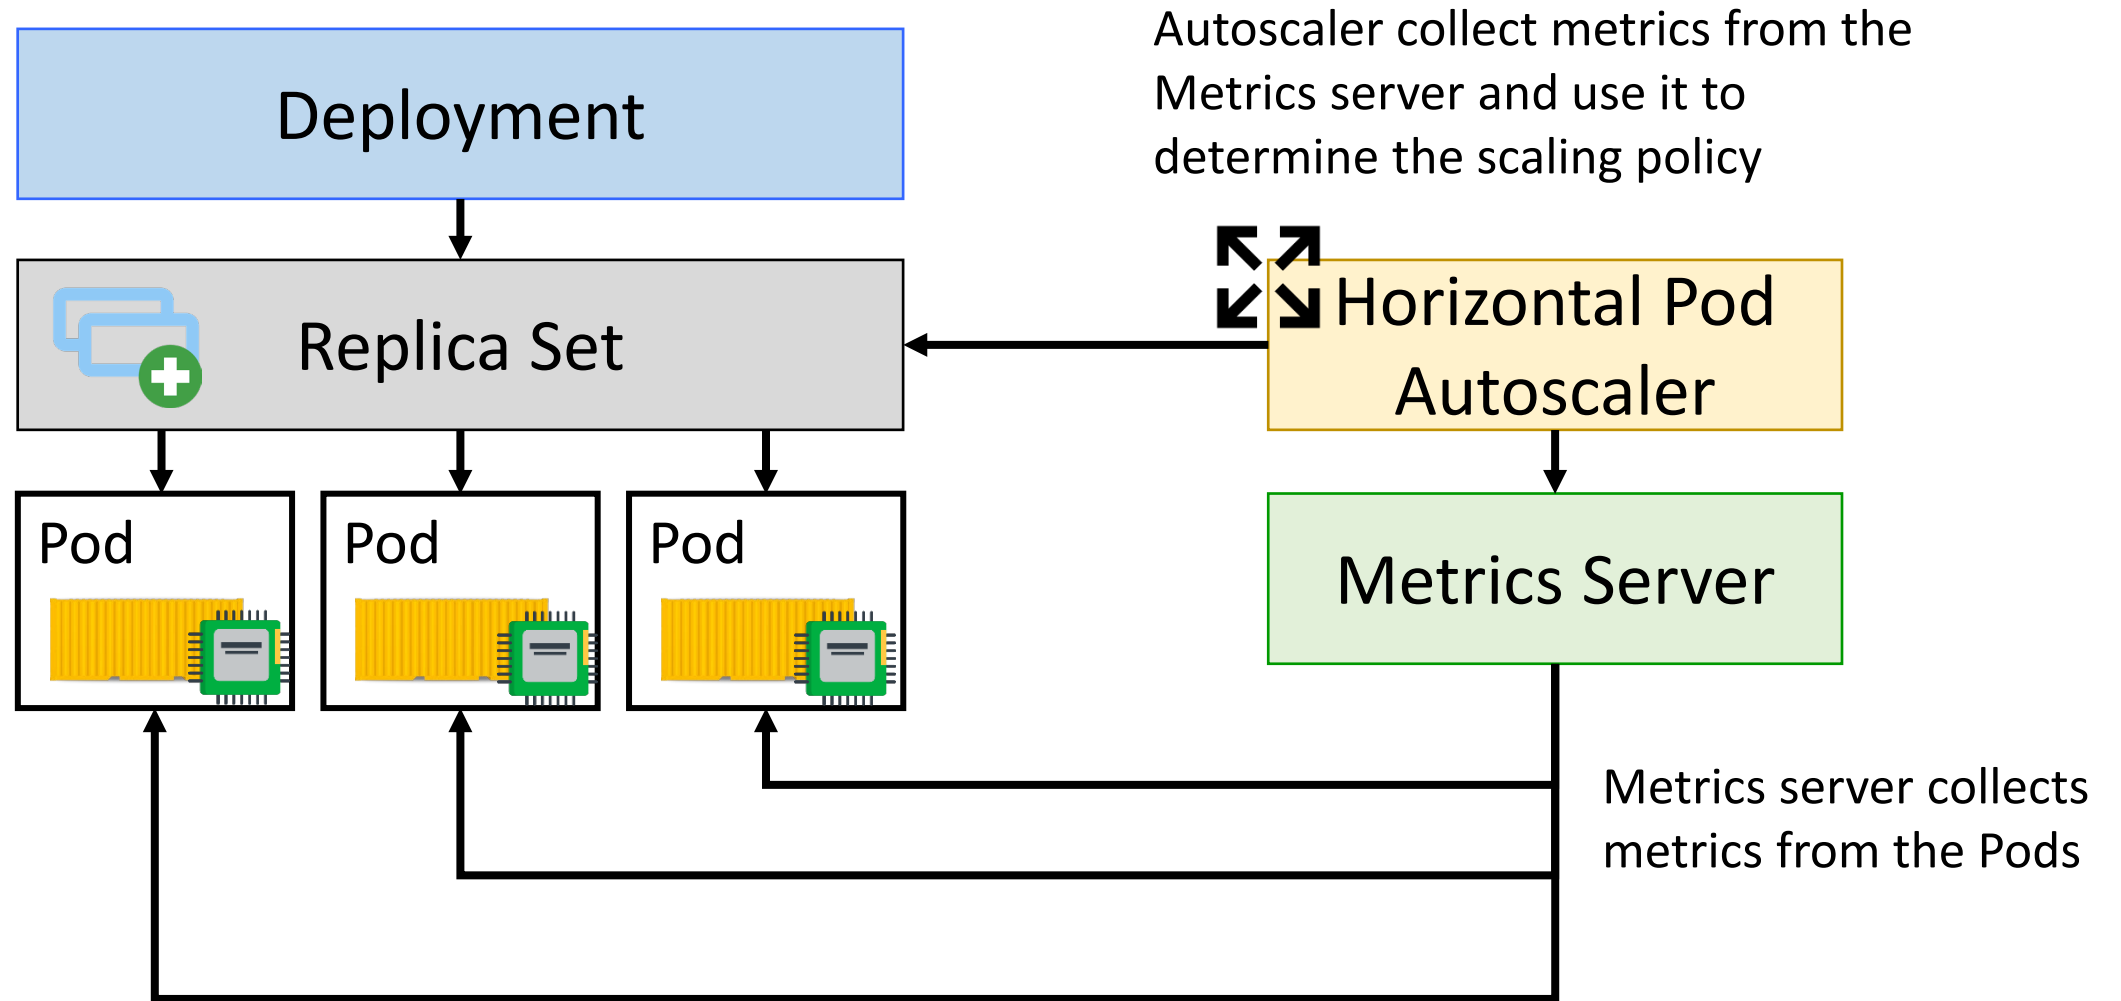 Deployment
Autoscaler collect metrics from the
Metrics server and use it to
determine the scaling policy
Replica Set
Horizontal Pod
Autoscaler
Pod
Pod
Pod
Metrics Server
Metrics server collects
metrics from the Pods